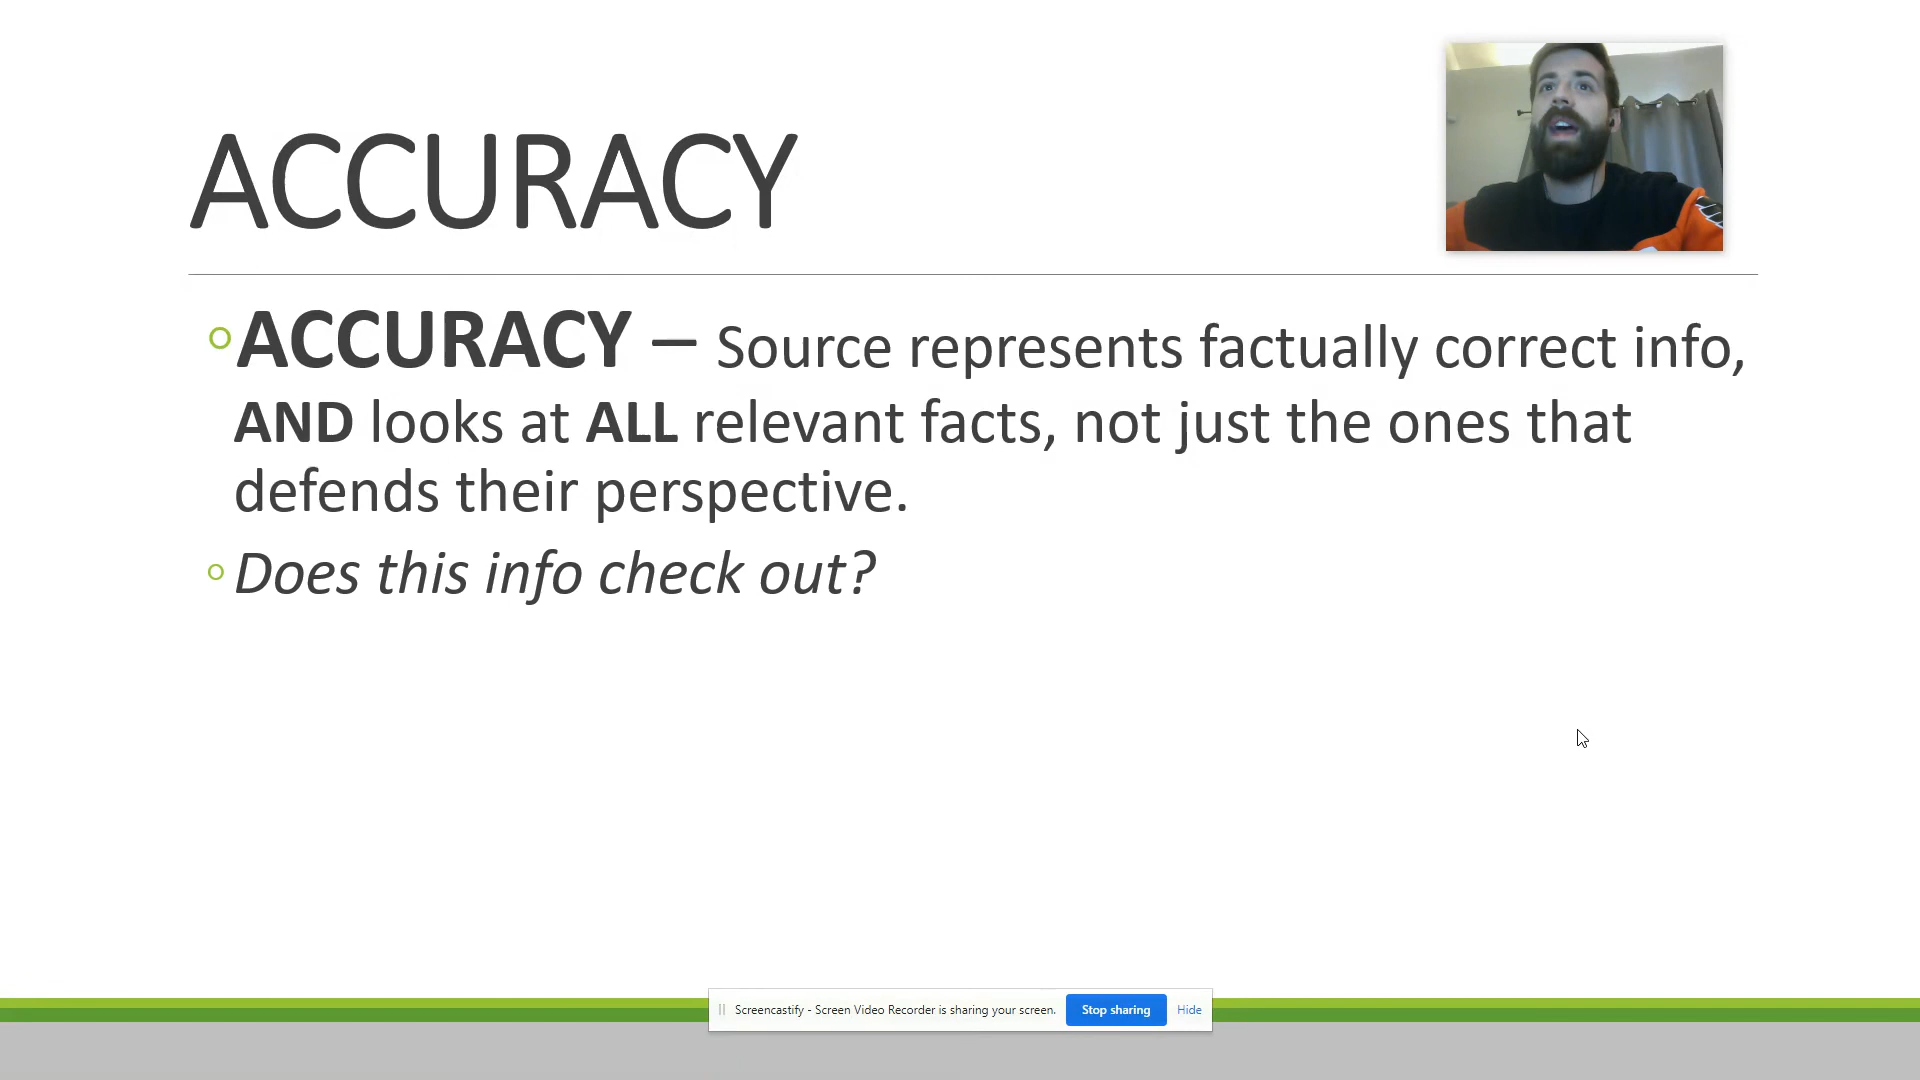 ACCURACY
ACCURACY – Source represents factually correct info,
AND looks at ALL relevant facts, not just the ones that
defends their perspective.
Does this info check out?
Screencastify - Screen Video Recorder is sharing your screen. Stop sharing Hide